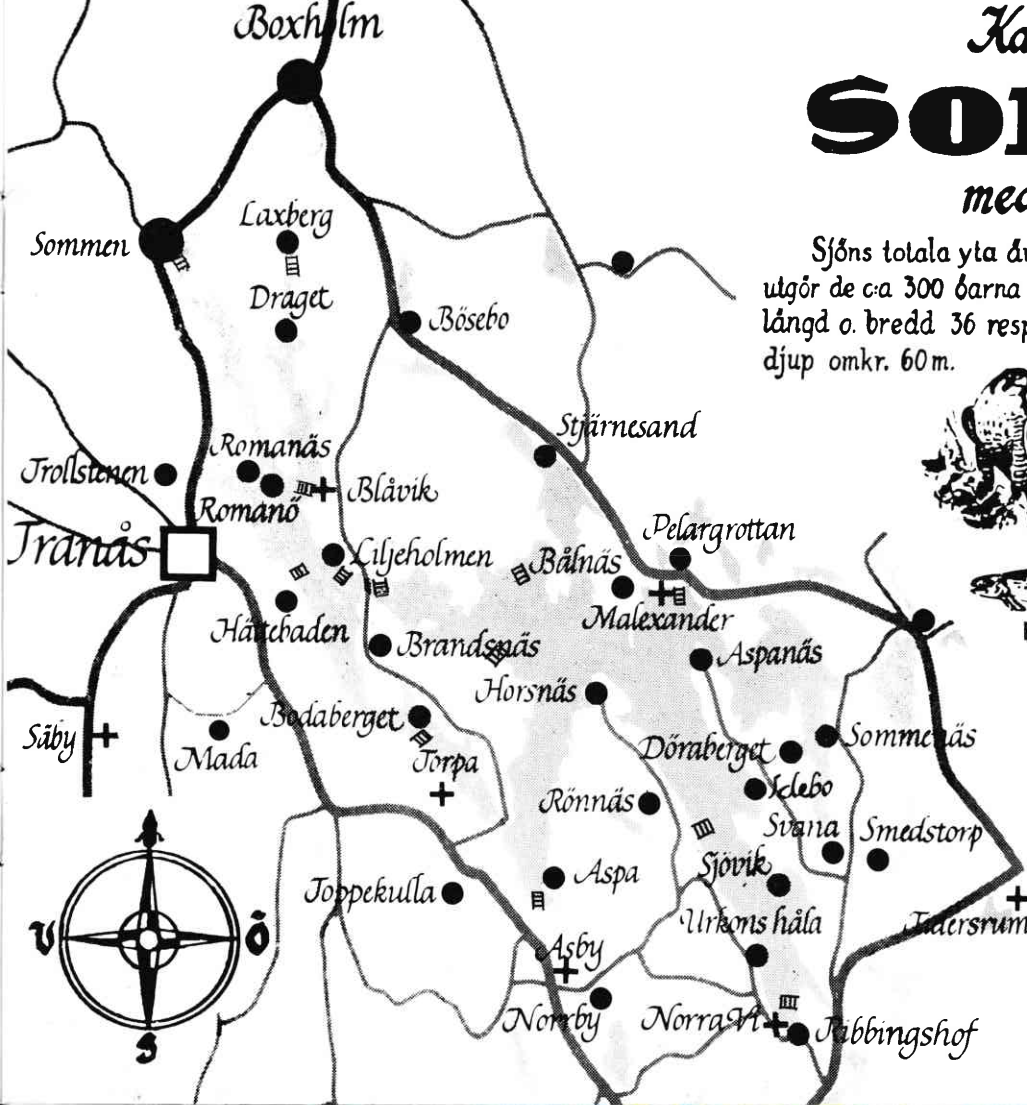 Boxholm
Ka
SO
med
Sommen
Laxberg
Draget
Sjöns totala yta
utgör de c:a 300 öarna
längd o. bredd 36 resp
djup omkr. 60 m.
Bösebo
Stjärnesand
Romanäs
Trollstenen
Romanö
Blåvik
Tranås
Liljeholmen
Pelargrottan
Bålnäs
Malexander
Hättebaden
Brandsnäs
Aspanäs
Horsnäs
Bodaberget
Säby
Mada
Torpa
Döraberget
Sommenäs
Idebo
Rönnäs
Svana
Smedstorp
Sjövik
Aspa
Toppekulla
Urkons håla
Tidersrum
V
Ö
S
Asby
Norrby
Norra Vi
Ribbingshof